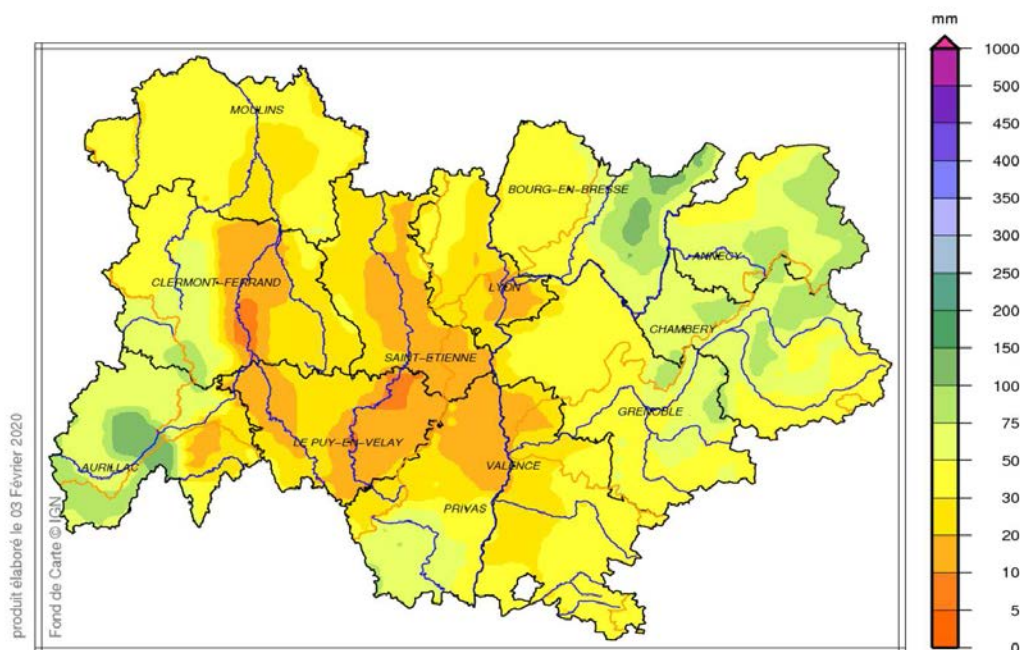 mm
1000
500
450
400
350
300
250
200
150
100
75
50
30
20
10
5
0
MOULINS
BOURG-EN-BRESSE
ANNECY
CLERMONT-FERRAND
LYON
CHAMBERY
SAINT-ETIENNE
GRENOBLE
LE PUY-EN-VELAY
AURILLAC
VALENCE
PRIVAS
produit élaboré le 03 Février 2020
Fond de Carte © IGN